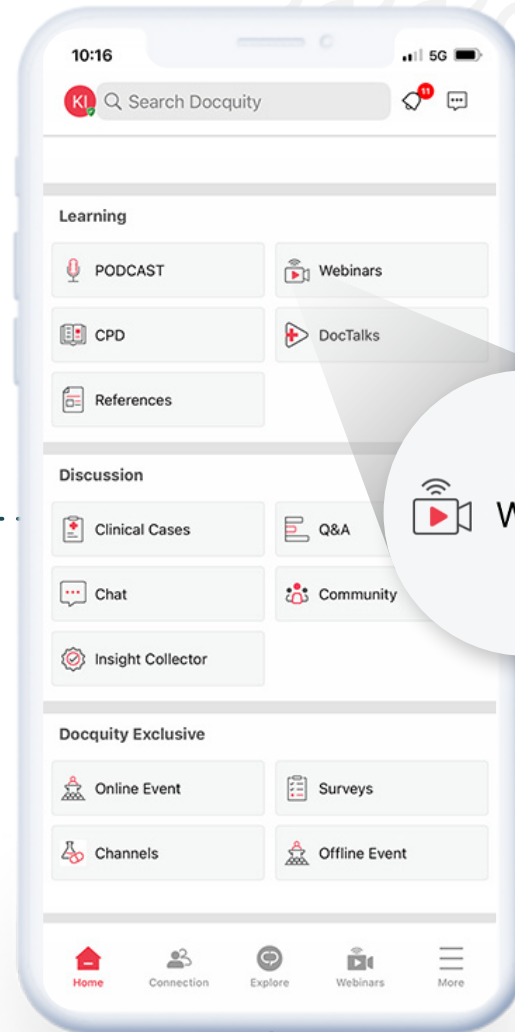 10:16
5G
KI
Search Docquity
11
Learning
PODCAST
Webinars
CPD
DocTalks
References
Discussion
Clinical Cases
Q&A
Chat
Community
Insight Collector
W
Docquity Exclusive
Online Event
Surveys
Channels
Offline Event
Home
Connection
Explore
Webinars
More